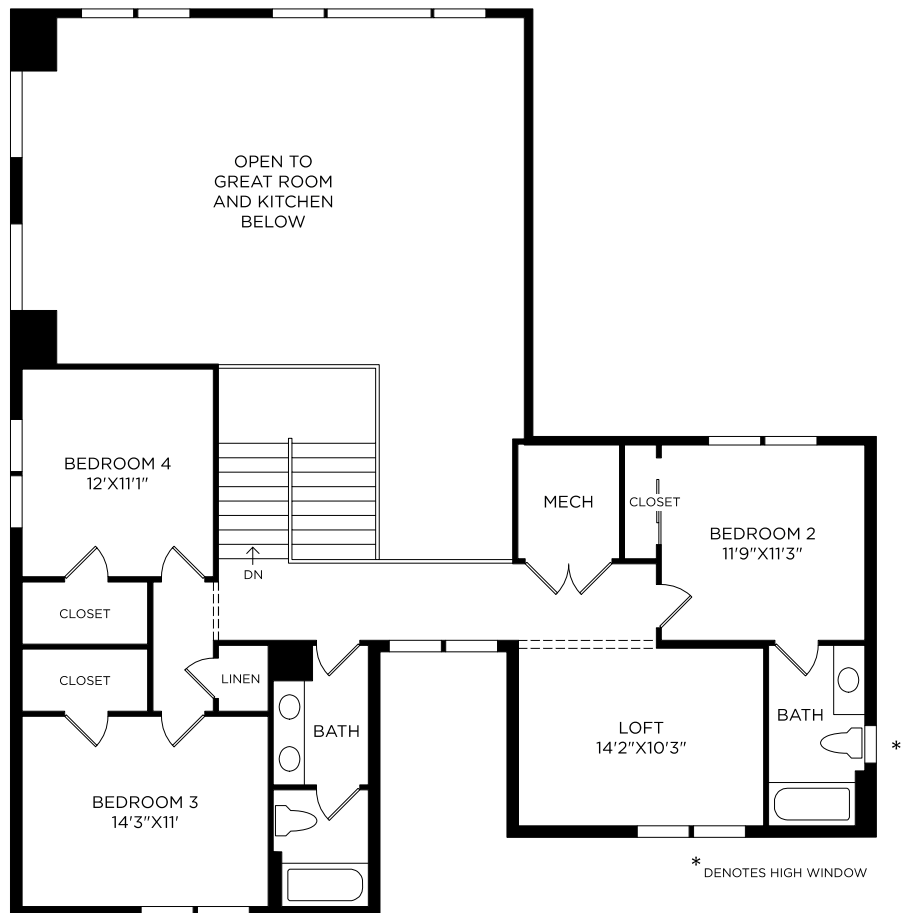 OPEN TO
GREAT ROOM
AND KITCHEN
BELOW
BEDROOM 4
12'X11'1"
MECH
CLOSET
BEDROOM 2
11'9"X11'3"
DN
CLOSET
CLOSET
LINEN
BATH
LOFT
14'2"X10'3"
BATH
*
BEDROOM 3
14'3"X11'
* DENOTES HIGH WINDOW